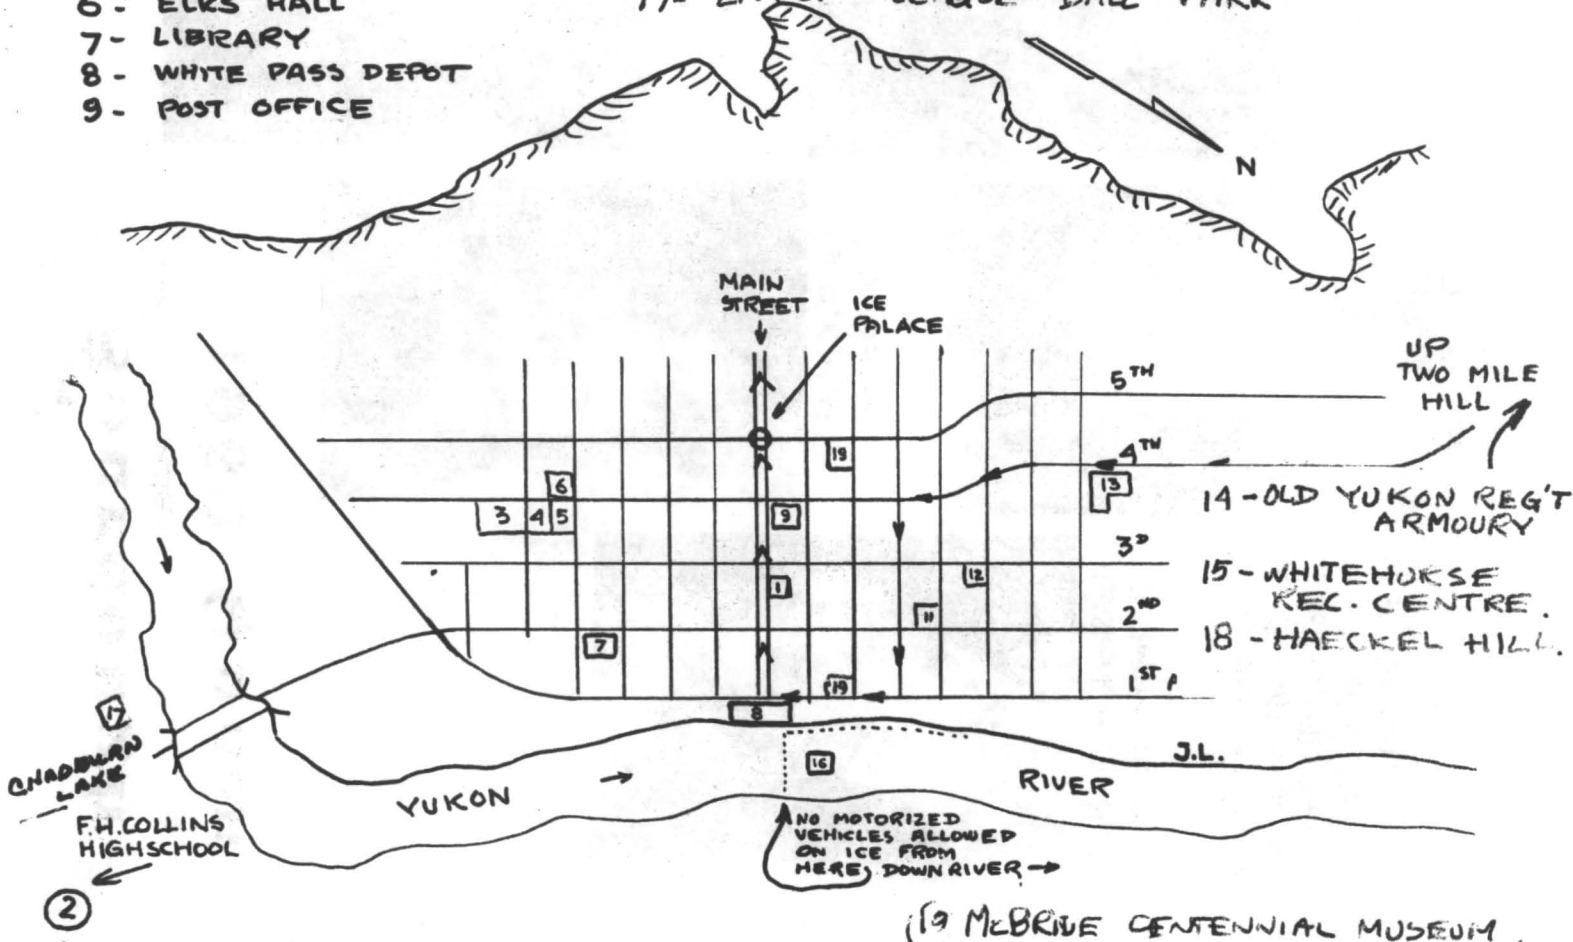 6 - ELKS HALL
7 - LIBRARY
8 - WHITE PASS DEPOT
9 - POST OFFICE
BALL PARK
N
MAIN
STREET
ICE
PALACE
UP
TWO MILE
HILL
5TH
4TH
3D
2ND
1ST
19
6
3 4 5
9
13
1
12
11
7
19
8
16
17
14 - OLD YUKON REG'T
ARMOURY
15 - WHITEHORSE
REC. CENTRE.
18 - HAECKEL HILL.
J.L.
YUKON
RIVER
LAKE
F.H. COLLINS
HIGHSCHOOL
NO MOTORIZED
VEHICLES ALLOWED
ON ICE FROM
HERE DOWN RIVER
2
19 McBRIDE CENTENNIAL MUSEUM